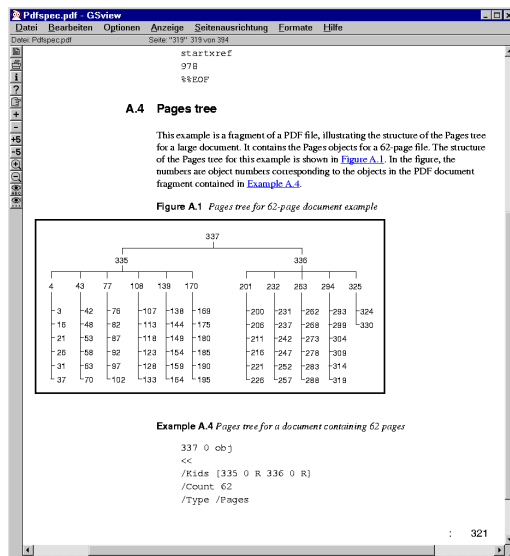 Pdfspec.pdf - GSview
Datei Bearbeiten Optionen Anzeige Seitenausrichtung Formate Hilfe
Datei: Pdfspec.pdf Seite: "319" 319 von 394
startxref
978
%%EOF
A.4 Pages tree
This example is a fragment of a PDF file, illustrating the structure of the Pages tree
for a large document. It contains the Pages objects for a 62-page file. The structure
of the Pages tree for this example is shown in Figure A.1. In the figure, the
numbers are object numbers corresponding to the objects in the PDF document
fragment contained in Example A.4.
Figure A.1 Pages tree for 62-page document example
337
335 336
4 43 77 108 139 170 201 232 263 294 325
3 42 76 107 138 169 200 231 262 293 324
16 48 82 113 144 175 206 237 268 299 330
21 53 87 118 149 180 211 242 273 304
26 58 92 123 154 185 216 247 278 309
31 63 97 128 159 190 221 252 283 314
37 70 102 133 164 195 226 257 288 319
Example A.4 Pages tree for a document containing 62 pages
337 0 obj
<<
/Kids [335 0 R 336 0 R]
/Count 62
/Type /Pages
: 321
+
-
+5
-5